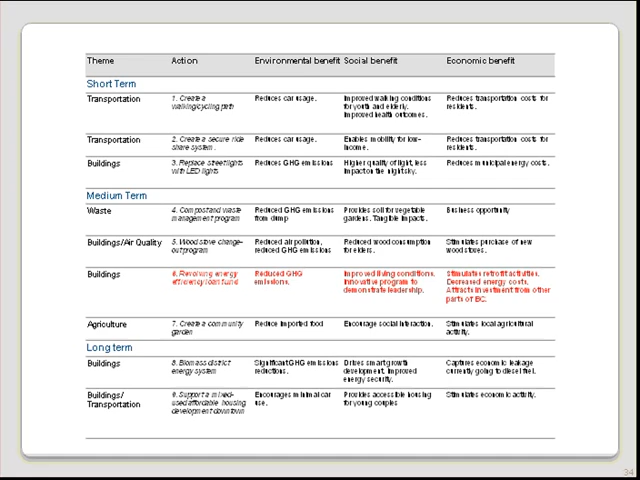 Theme Action Environmental benefit Social benefit Economic benefit
Short Term
Transportation 1. Create a walking/cycling path Reduces car usage. Improved walking conditions for youth and elderly. Improved health outcomes. Reduces transportation costs for residents.
Transportation 2. Create a secure ride share system. Reduces car usage. Enables mobility for low-income. Reduces transportation costs for residents.
Buildings 3. Replace streetlights with LED lights Reduces GHG emissions Higher quality of light, less impact on the night sky. Reduces municipal energy costs.
Medium Term
Waste 4. Compost and waste management program Reduced GHG emissions from dump Provides soil for vegetable gardens. Tangible impacts. Business opportunity
Buildings/Air Quality 5. Wood stove change-out program Reduced air pollution, reduced GHG emissions Reduced wood consumption for elders. Stimulates purchase of new wood stoves.
Buildings 6. Revolving energy efficiency loan fund Reduced GHG emissions. Improved living conditions. Innovative program to demonstrate leadership. Stimulates retrofit activities. Decreased energy costs. Attracts investment from other parts of BC.
Agriculture 7. Create a community garden Reduce imported food Encourage social interaction. Stimulates local agricultural activity.
Long term
Buildings 8. Biomass district energy system Significant GHG emissions reductions. Drives smart growth development. Improved energy security. Captures economic leakage currently going to diesel fuel.
Buildings/ Transportation 9. Support a mixed-used affordable housing development downtown Encourages minimal car use. Provides accessible housing for young couples Stimulates economic activity.
34